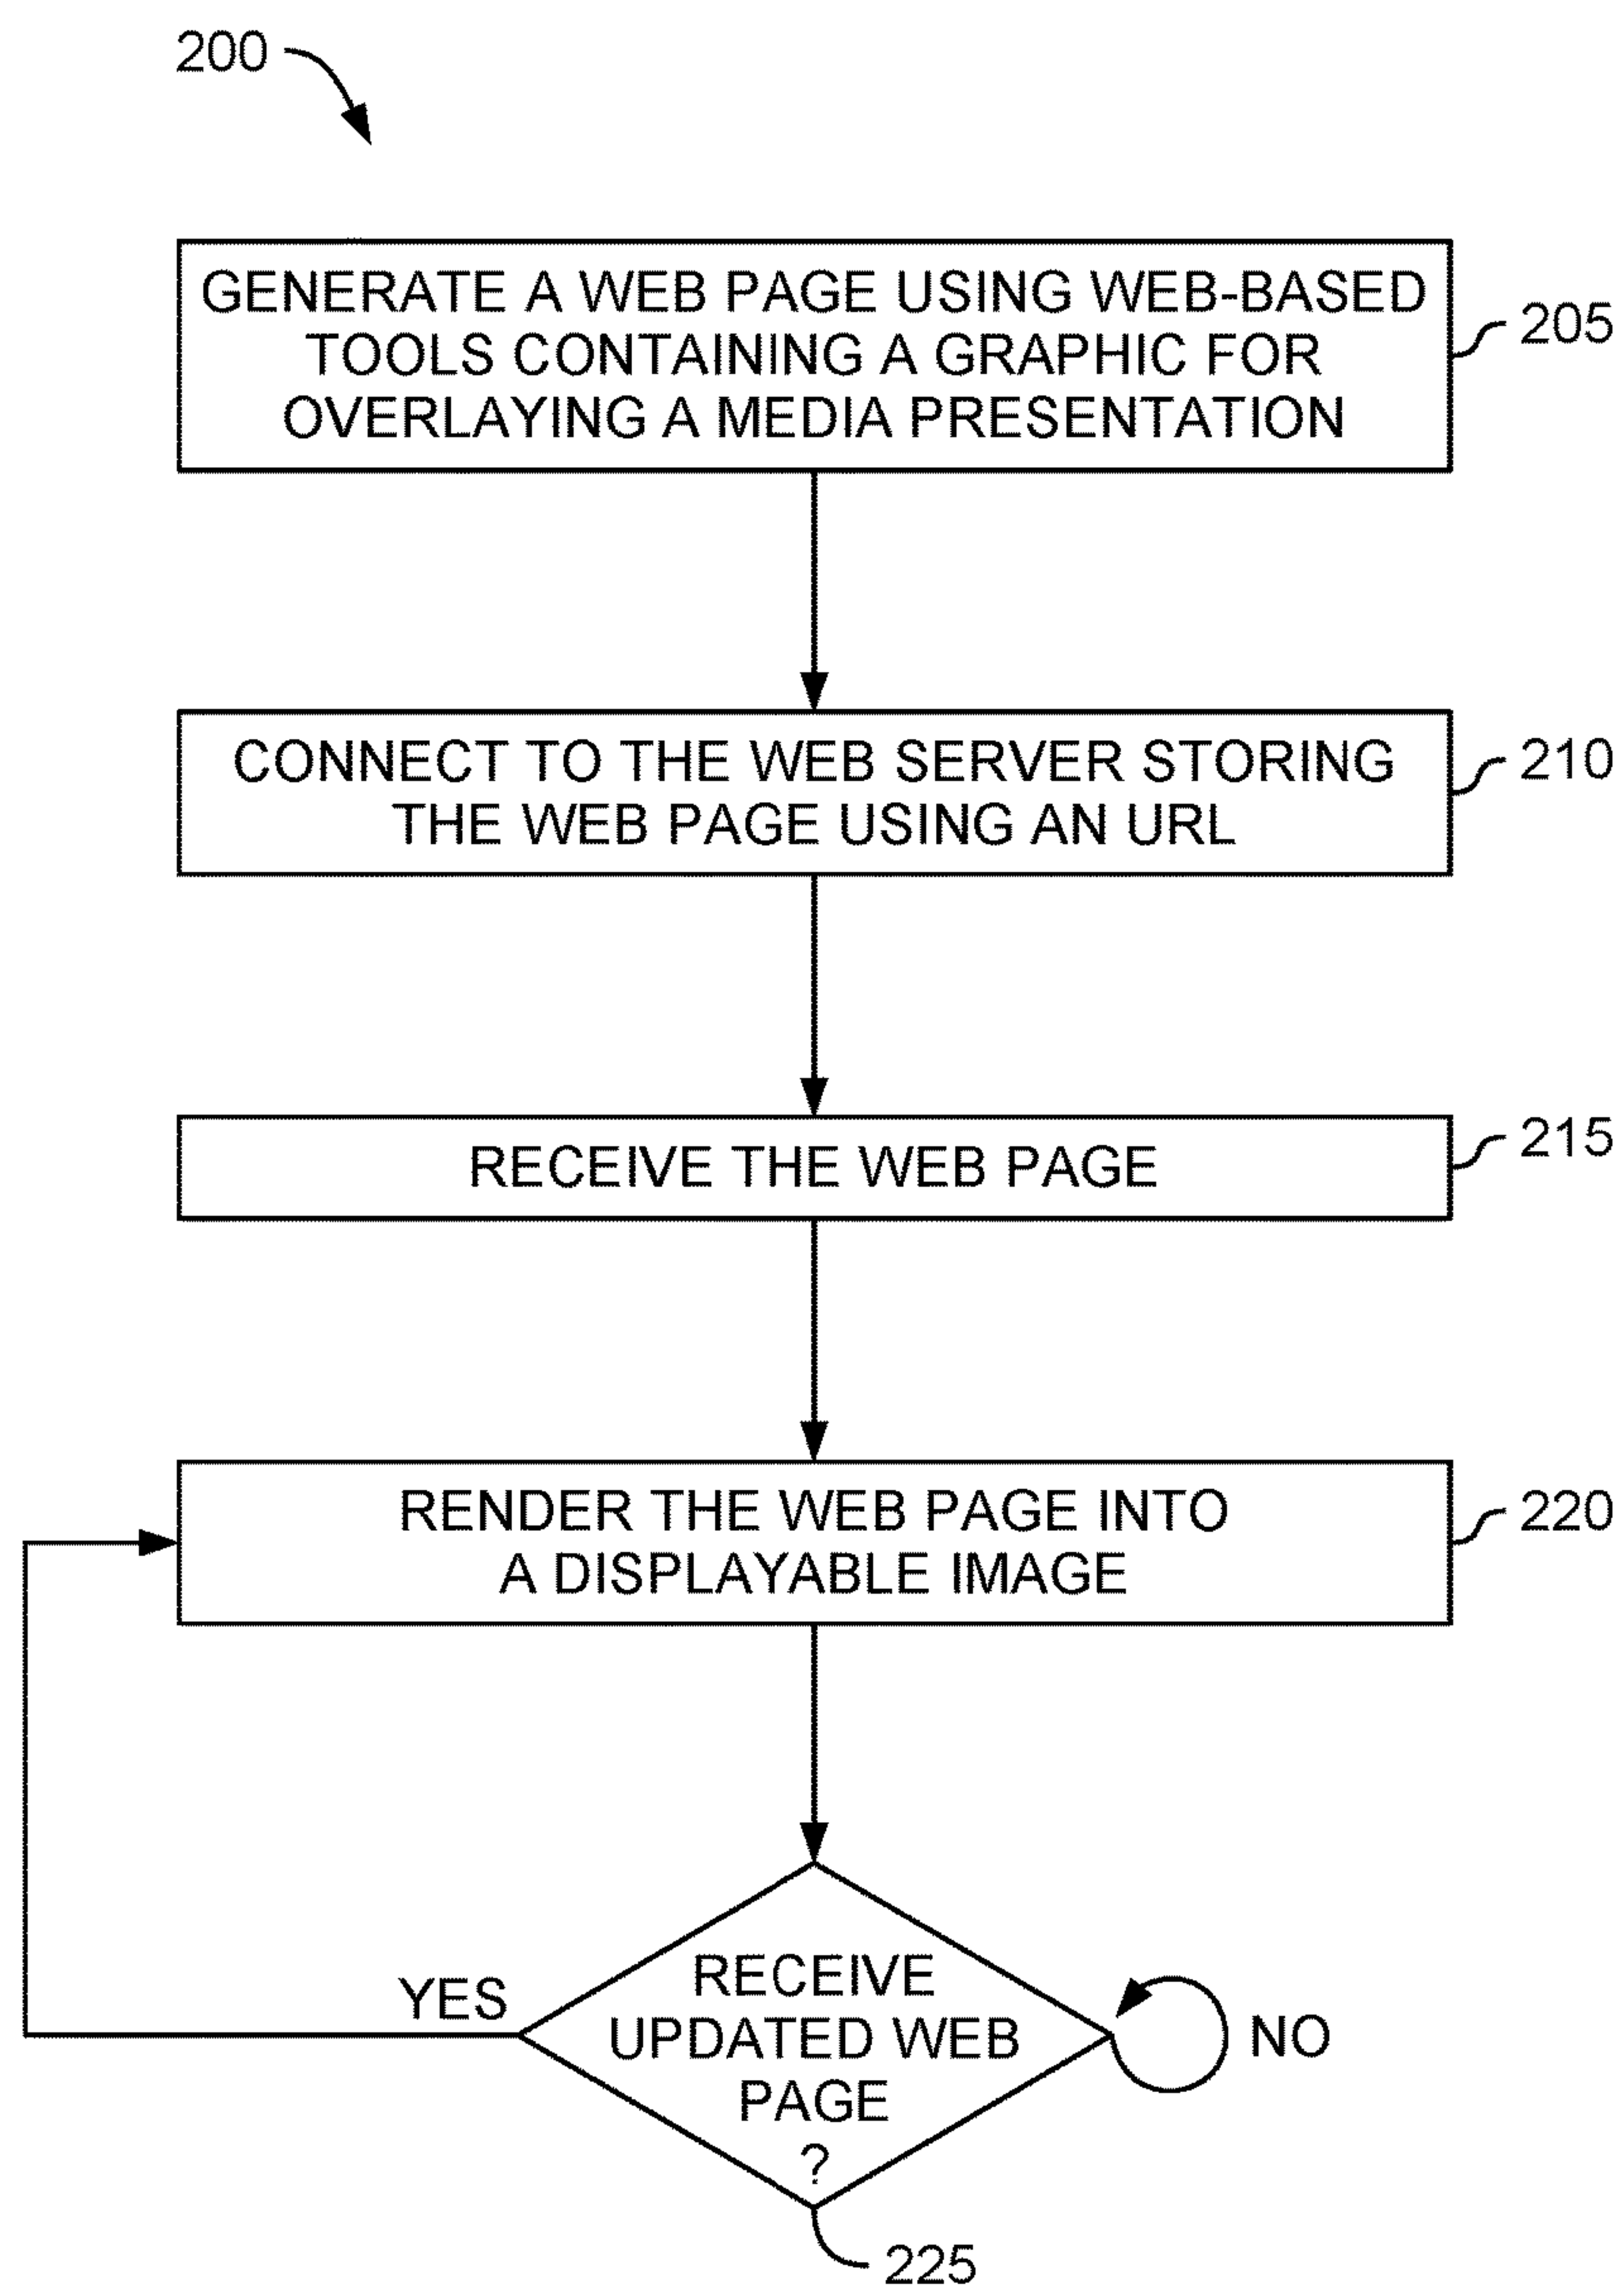 200
GENERATE A WEB PAGE USING WEB-BASED
TOOLS CONTAINING A GRAPHIC FOR
OVERLAYING A MEDIA PRESENTATION
205
CONNECT TO THE WEB SERVER STORING
THE WEB PAGE USING AN URL
210
RECEIVE THE WEB PAGE
215
RENDER THE WEB PAGE INTO
A DISPLAYABLE IMAGE
220
YES
RECEIVE
UPDATED WEB
PAGE
?
NO
225